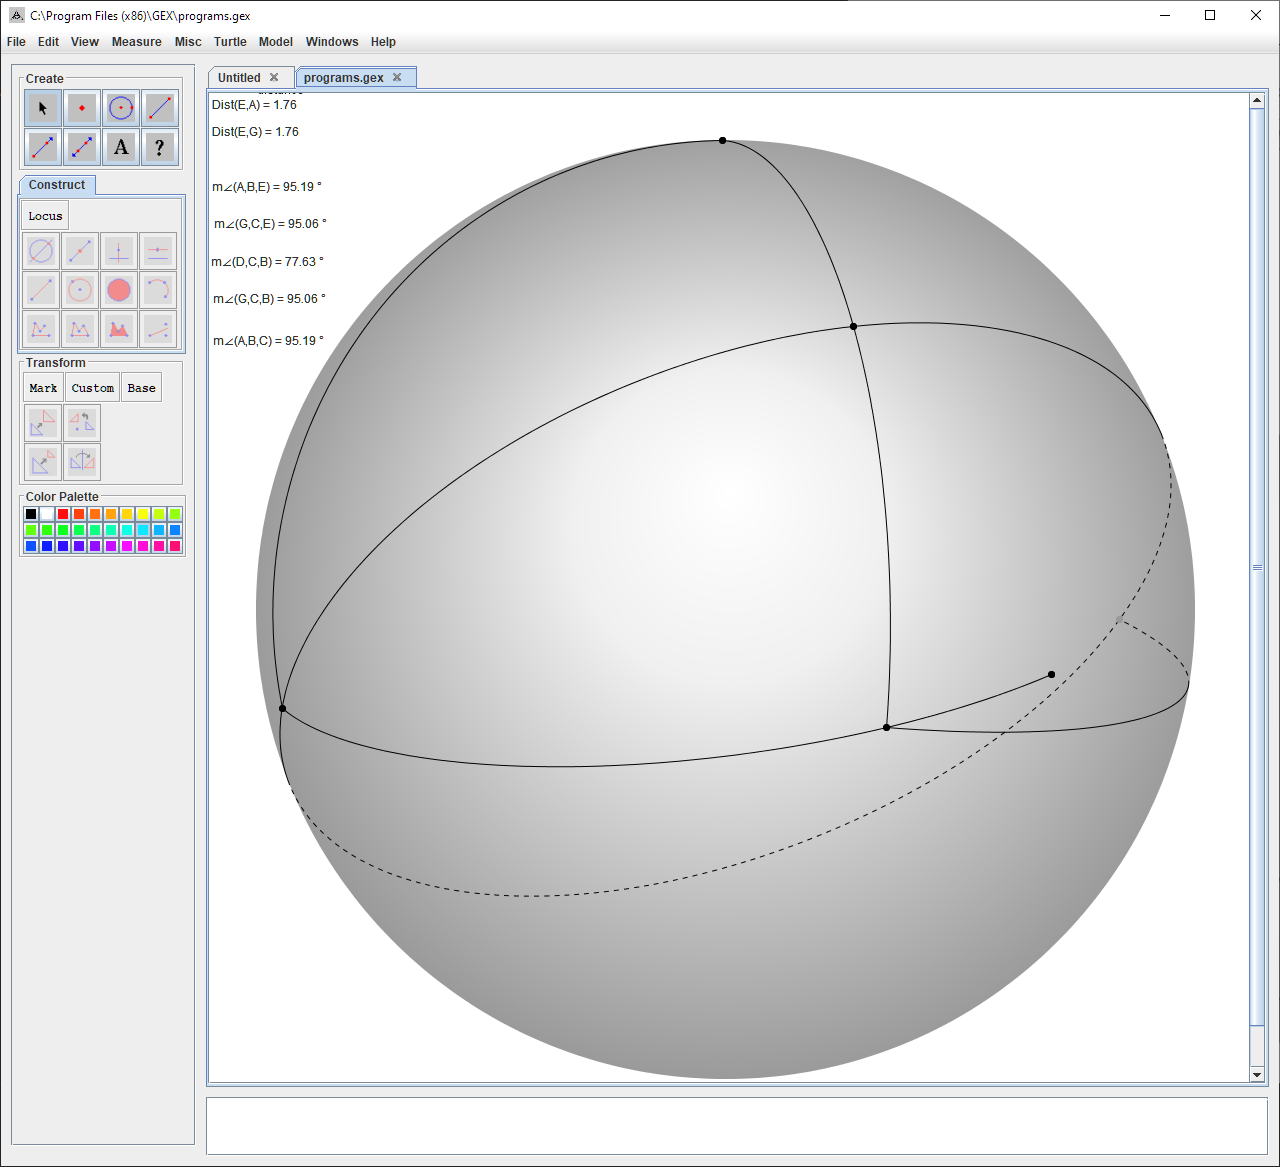 C:\Program Files (x86)\GEX\programs.gex
File Edit View Measure Misc Turtle Model Windows Help
Create
A ?
Construct
Locus
Transform
Mark Custom Base
Color Palette
Untitled programs.gex
Dist(E,A) = 1.76
Dist(E,G) = 1.76
m∠(A,B,E) = 95.19 °
m∠(G,C,E) = 95.06 °
m∠(D,C,B) = 77.63 °
m∠(G,C,B) = 95.06 °
m∠(A,B,C) = 95.19 °